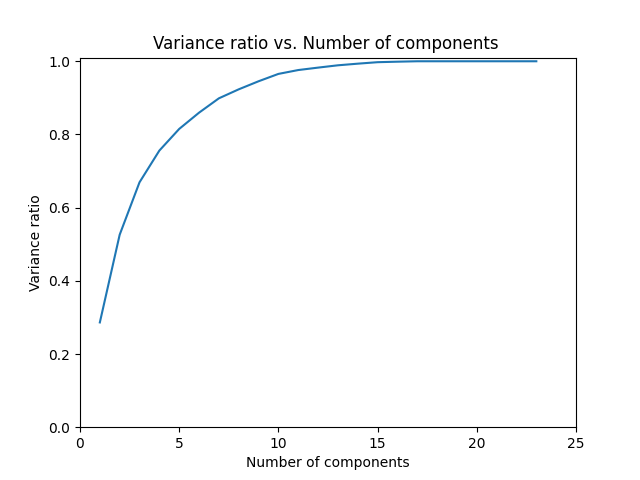 Variance ratio vs. Number of components
1.0
0.8
0.6
0.4
0.2
0.0
Variance ratio
0 5 10 15 20 25
Number of components